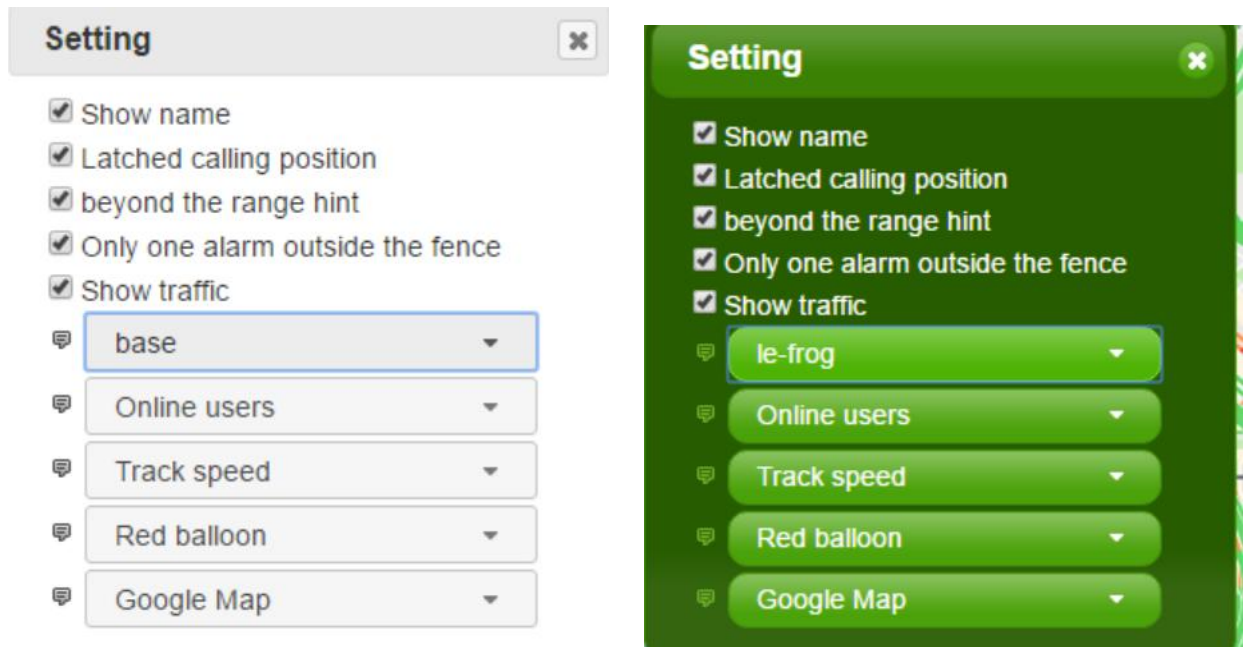 Setting
Show name
Latched calling position
beyond the range hint
Only one alarm outside the fence
Show traffic
base
Online users
Track speed
Red balloon
Google Map
Setting
Show name
Latched calling position
beyond the range hint
Only one alarm outside the fence
Show traffic
le-frog
Online users
Track speed
Red balloon
Google Map